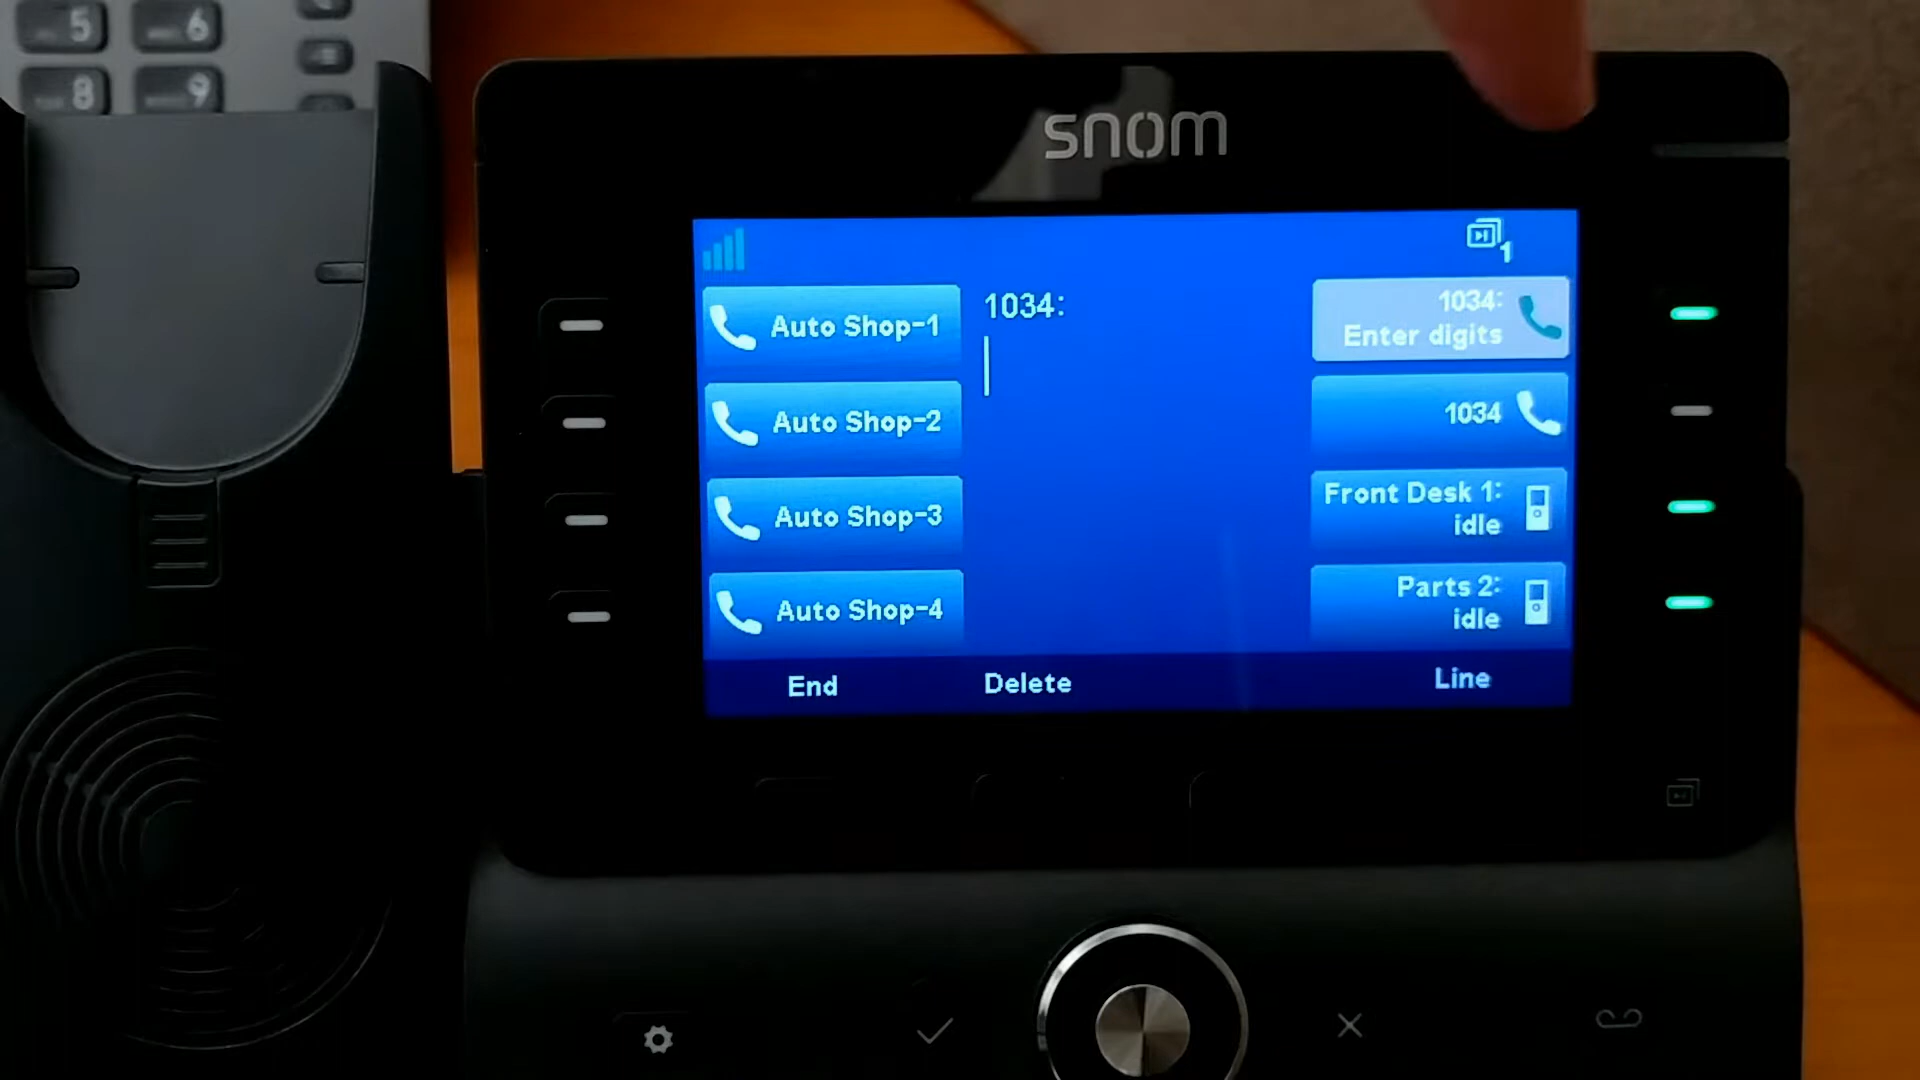 5
6
8
9
snom
1
Auto Shop-1
1034:
1034:
Enter digits
Auto Shop-2
1034
Auto Shop-3
Front Desk 1:
idle
Auto Shop-4
Parts 2:
idle
End
Delete
Line